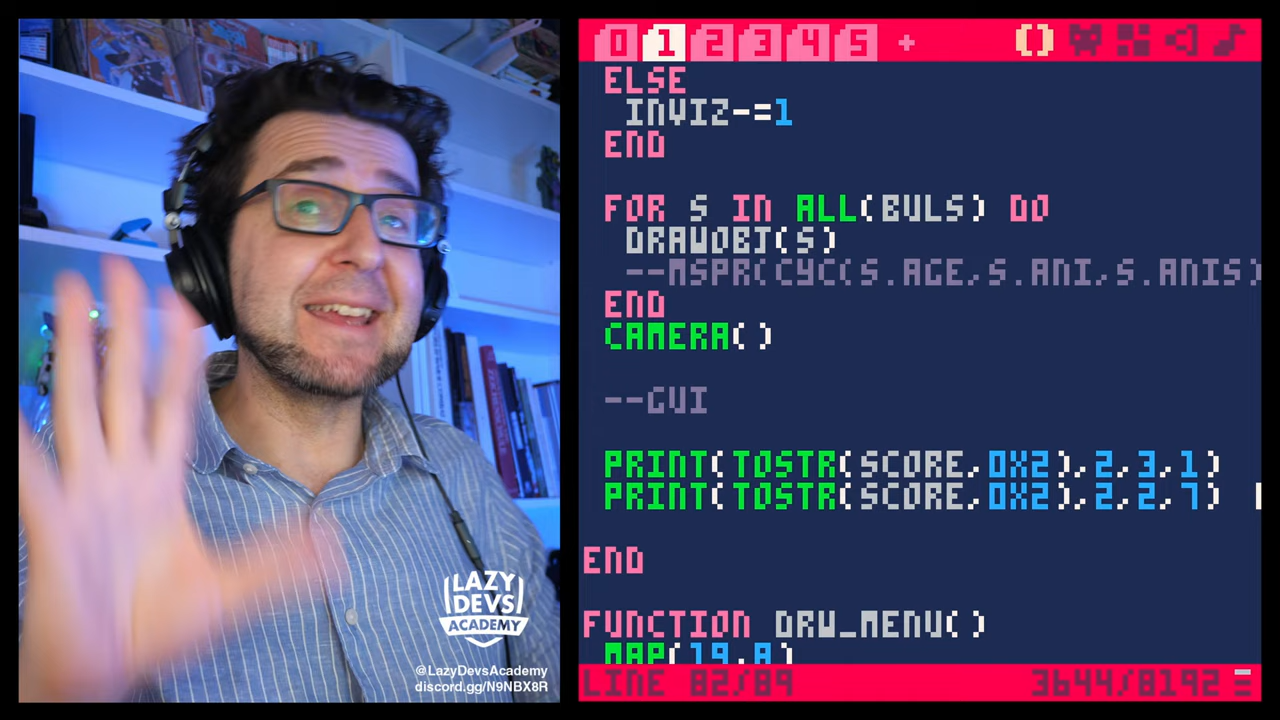 LAZY
DEVS
ACADEMY
@LazyDevsAcademy
discord.gg/N9NBX8R
0 1 2 3 4 5 +
ELSE
INVIZ-=1
END
FOR S IN ALL(BULS) DO
DRAWOBJ(S)
--MSPR(CYC(S.AGE,S.ANI,S.ANIS)
END
CAMERA()
--GUI
PRINT(TOSTR(SCORE,0X2),2,3,1)
PRINT(TOSTR(SCORE,0X2),2,2,7)
END
FUNCTION DRW_MENU()
MAP(19,
LINE 82/89
3644/8192